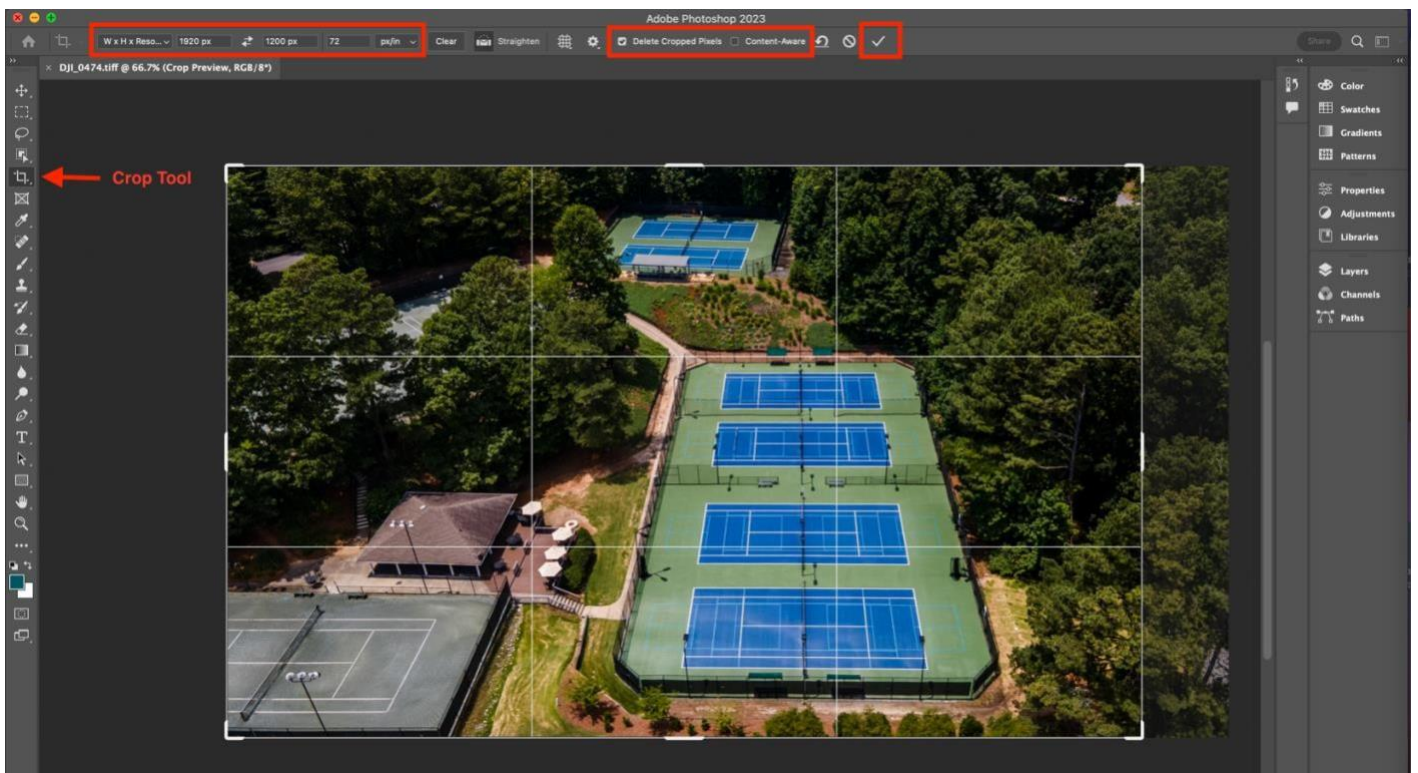 Adobe Photoshop 2023
W x H x Reso... 1920 px 1200 px 72 px/in Clear Straighten Delete Cropped Pixels Content-Aware Share
× DJI_0474.tiff @ 66.7% (Crop Preview, RGB/8*)
Crop Tool
Color
Swatches
Gradients
Patterns
Properties
Adjustments
Libraries
Layers
Channels
Paths